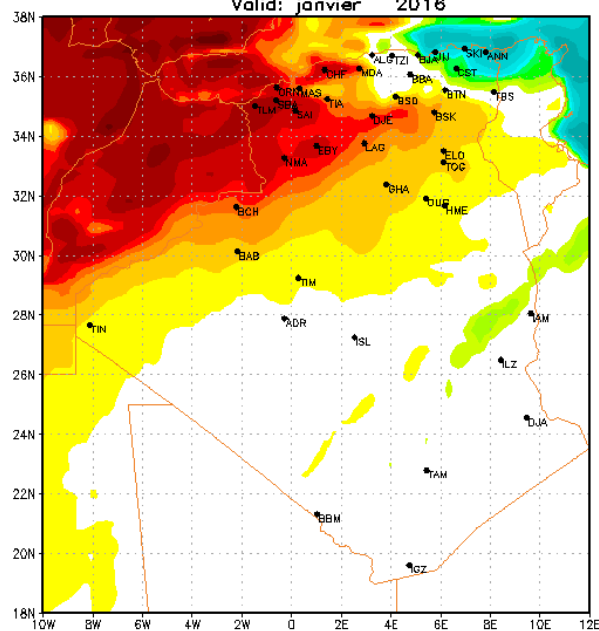 Valid: janvier 2016
38N
ALG TZI BJA JIJ SKI ANN
36N
CHF MDA BBA CST
ORN MAS BTN TBS
TLM SBA SAI TIA BSD
DJE BSK
34N
EBY LAG ELO
NMA TOG
32N
GHA OUR HME
BCH
30N
BAB
TIM
28N
TIN ADR ISL IAM
26N
ILZ
24N
DJA
22N
TAM
BBM
20N
IGZ
18N
10W 8W 6W 4W 2W 0 2E 4E 6E 8E 10E 12E